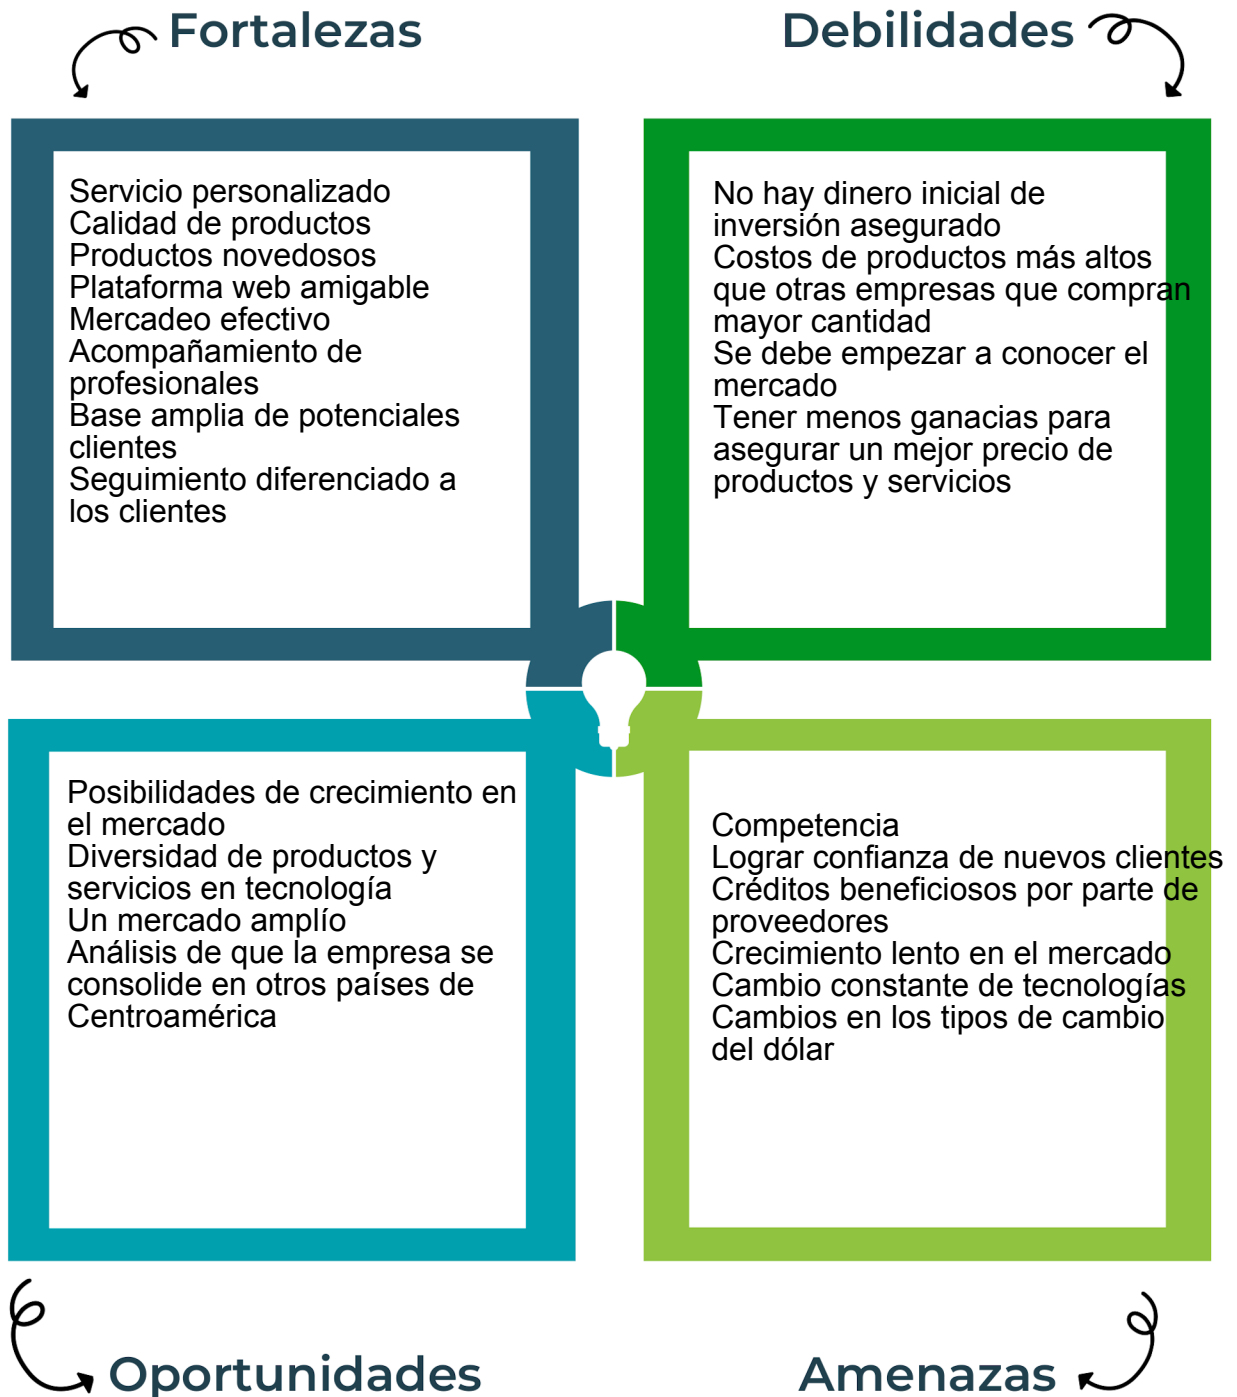 Fortalezas
Servicio personalizado
Calidad de productos
Productos novedosos
Plataforma web amigable
Mercadeo efectivo
Acompañamiento de
profesionales
Base amplia de potenciales
clientes
Seguimiento diferenciado a
los clientes
Debilidades
No hay dinero inicial de
inversión asegurado
Costos de productos más altos
que otras empresas que compran
mayor cantidad
Se debe empezar a conocer el
mercado
Tener menos ganacias para
asegurar un mejor precio de
productos y servicios
Posibilidades de crecimiento en
el mercado
Diversidad de productos y
servicios en tecnología
Un mercado amplío
Análisis de que la empresa se
consolide en otros países de
Centroamérica
Oportunidades
Competencia
Lograr confianza de nuevos clientes
Créditos beneficiosos por parte de
proveedores
Crecimiento lento en el mercado
Cambio constante de tecnologías
Cambios en los tipos de cambio
del dólar
Amenazas